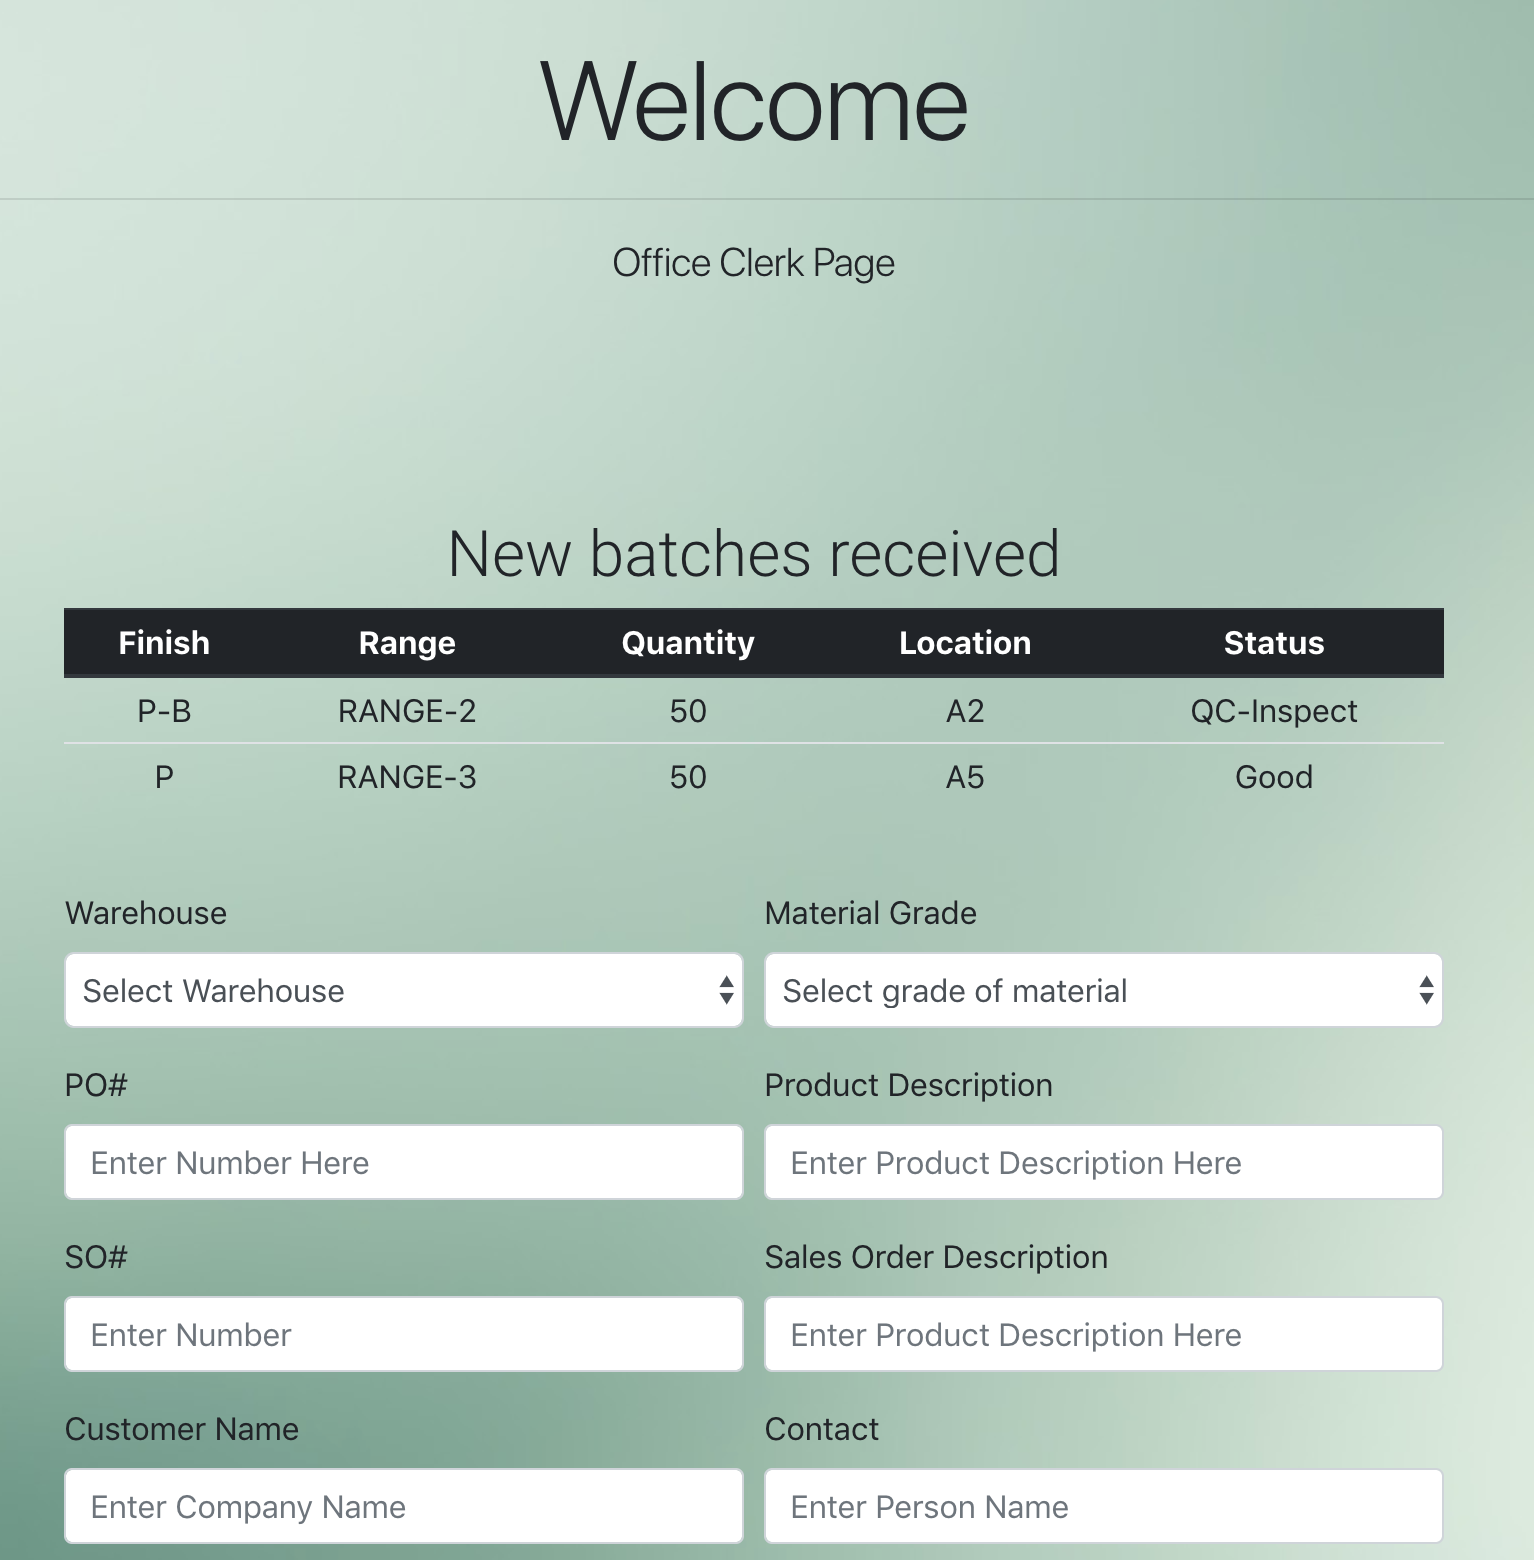 Welcome
Office Clerk Page
New batches received
Finish Range Quantity Location Status
P-B RANGE-2 50 A2 QC-Inspect
P RANGE-3 50 A5 Good
Warehouse Material Grade
Select Warehouse Select grade of material
PO# Product Description
Enter Number Here Enter Product Description Here
SO# Sales Order Description
Enter Number Enter Product Description Here
Customer Name Contact
Enter Company Name Enter Person Name